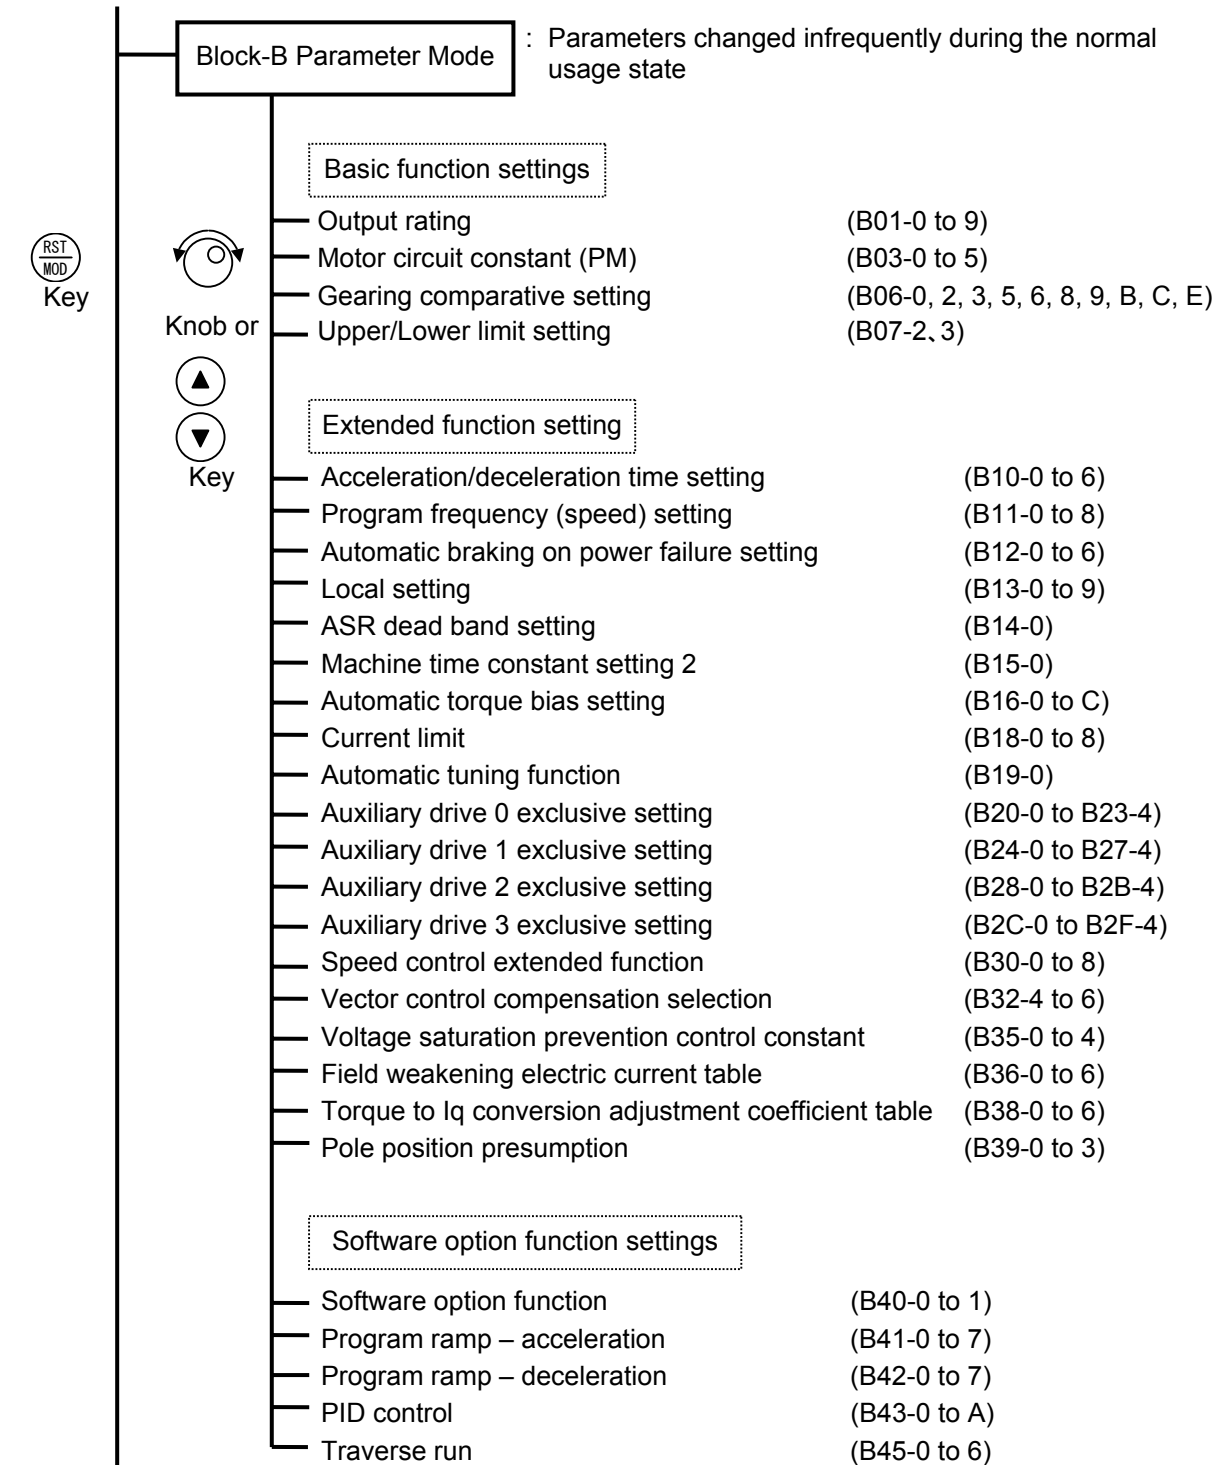 Block-B Parameter Mode : Parameters changed infrequently during the normal
usage state
Basic function settings
Output rating (B01-0 to 9)
Motor circuit constant (PM) (B03-0 to 5)
Gearing comparative setting (B06-0, 2, 3, 5, 6, 8, 9, B, C, E)
Upper/Lower limit setting (B07-2、3)
RST
MOD
Key
Knob or
Key
Extended function setting
Acceleration/deceleration time setting (B10-0 to 6)
Program frequency (speed) setting (B11-0 to 8)
Automatic braking on power failure setting (B12-0 to 6)
Local setting (B13-0 to 9)
ASR dead band setting (B14-0)
Machine time constant setting 2 (B15-0)
Automatic torque bias setting (B16-0 to C)
Current limit (B18-0 to 8)
Automatic tuning function (B19-0)
Auxiliary drive 0 exclusive setting (B20-0 to B23-4)
Auxiliary drive 1 exclusive setting (B24-0 to B27-4)
Auxiliary drive 2 exclusive setting (B28-0 to B2B-4)
Auxiliary drive 3 exclusive setting (B2C-0 to B2F-4)
Speed control extended function (B30-0 to 8)
Vector control compensation selection (B32-4 to 6)
Voltage saturation prevention control constant (B35-0 to 4)
Field weakening electric current table (B36-0 to 6)
Torque to Iq conversion adjustment coefficient table (B38-0 to 6)
Pole position presumption (B39-0 to 3)
Software option function settings
Software option function (B40-0 to 1)
Program ramp – acceleration (B41-0 to 7)
Program ramp – deceleration (B42-0 to 7)
PID control (B43-0 to A)
Traverse run (B45-0 to 6)